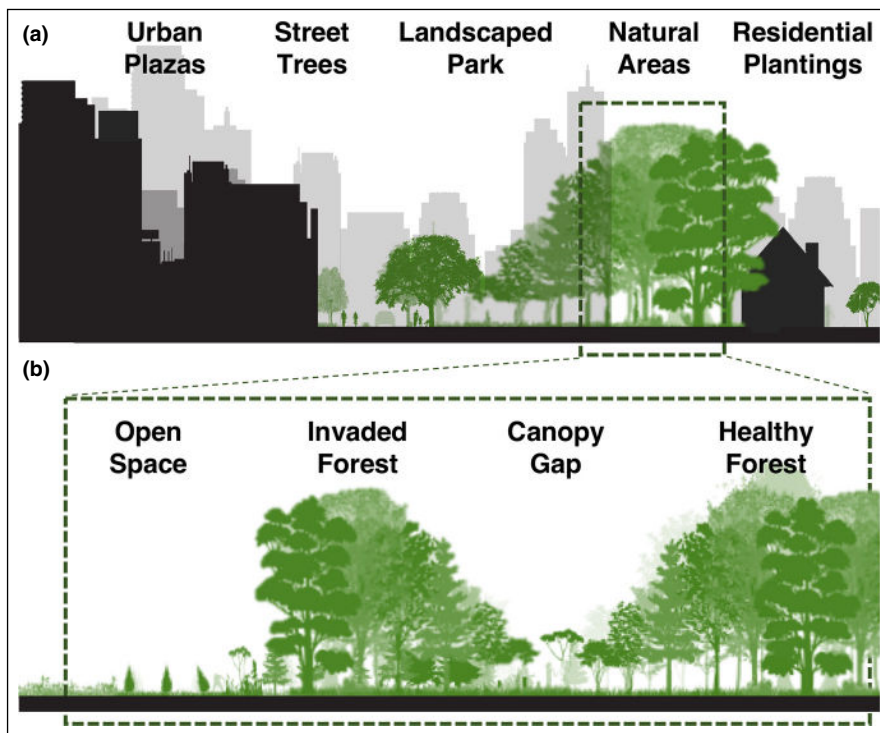 (a)
Urban
Plazas
Street
Trees
Landscaped
Park
Natural
Areas
Residential
Plantings
(b)
Open
Space
Invaded
Forest
Canopy
Gap
Healthy
Forest